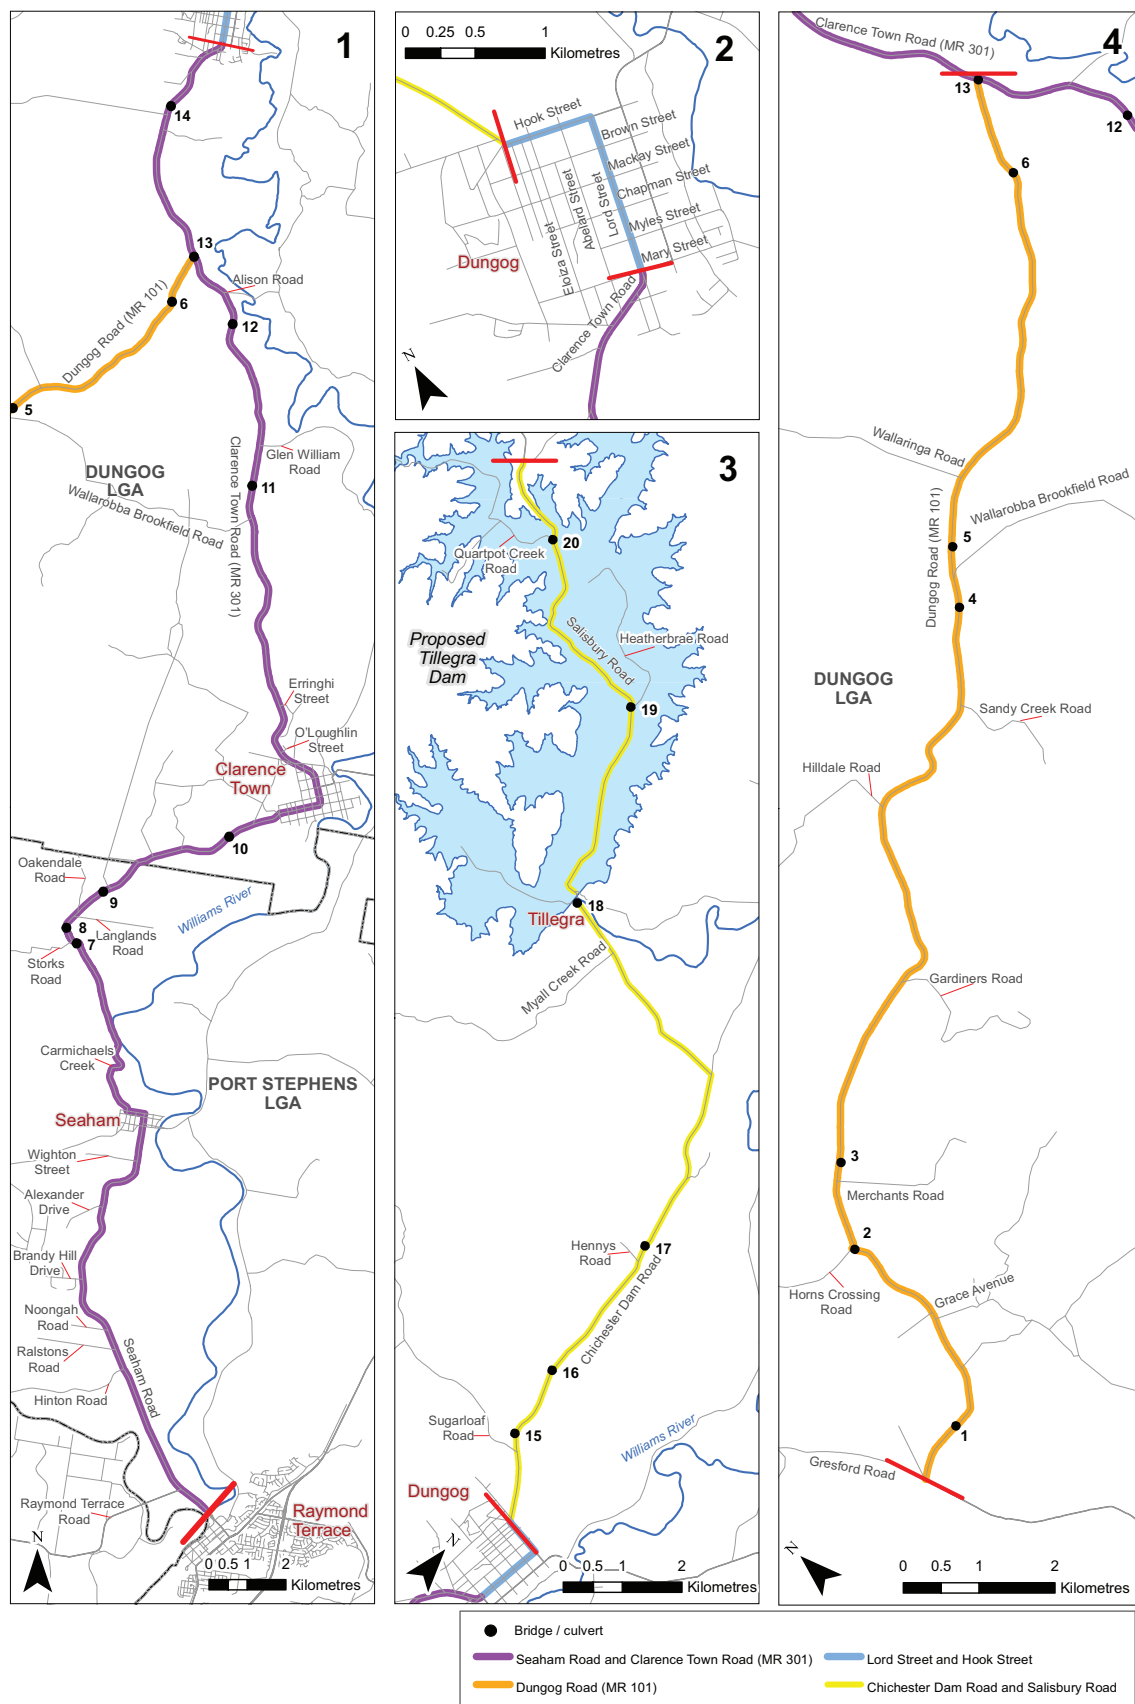 1
14
13
Alison Road
6
Dungog Road (MR 101)
12
5
Clarence Town Road (MR 301)
Glen William
Road
DUNGOG
LGA
11
Wallarobba Brookfield Road
Erringhi
Street
O'Loughlin
Street
Clarence
Town
10
Oakendale
Road
9
Williams River
8
Langlands
Road
7
Storks
Road
Carmichaels
Creek
PORT STEPHENS
LGA
Seaham
Wighton
Street
Alexander
Drive
Brandy Hill
Drive
Noongah
Road
Ralstons
Road
Seaham Road
Hinton Road
Raymond Terrace
Road
Raymond
Terrace
N
0 0.5 1 2
Kilometres
2
0 0.25 0.5 1
Kilometres
Hook Street
Brown Street
Mackay Street
Chapman Street
Myles Street
Mary Street
Lord Street
Abelard Street
Eloiza Street
Dungog
Clarence Town Road
N
3
20
Quartpot Creek
Road
Salisbury Road
Heatherbrae Road
Proposed
Tillegra
Dam
19
18
Tillegra
Myall Creek Road
Hennys
Road
17
Chichester Dam Road
16
Sugarloaf
Road
15
Williams River
Dungog
N
0 0.5 1 2
Kilometres
4
Clarence Town Road (MR 301)
13
12
6
Wallaringa Road
Wallarobba Brookfield Road
Dungog Road (MR 101)
5
4
DUNGOG
LGA
Sandy Creek Road
Hilldale Road
Gardiners Road
3
Merchants Road
2
Horns Crossing
Road
Grace Avenue
1
Gresford Road
N
0 0.5 1 2
Kilometres
Bridge / culvert
Seaham Road and Clarence Town Road (MR 301)
Lord Street and Hook Street
Dungog Road (MR 101)
Chichester Dam Road and Salisbury Road